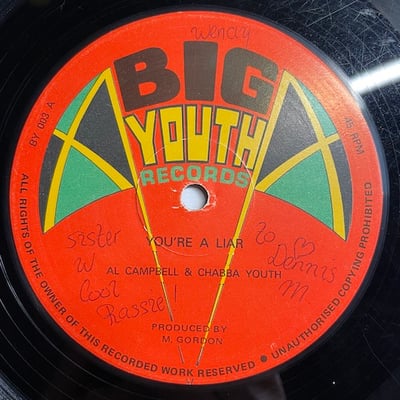 Wendy
BIG
YOUTH
RECORDS
BY 003 A
45 RPM
YOU'RE A LIAR
AL CAMPBELL & CHABBA YOUTH
PRODUCED BY
M. GORDON
sister
W
Cool
Rassie!
to
Dennis
M.
ALL RIGHTS OF THE OWNER OF THIS RECORDED WORK RESERVED • UNAUTHORISED COPYING PROHIBITED